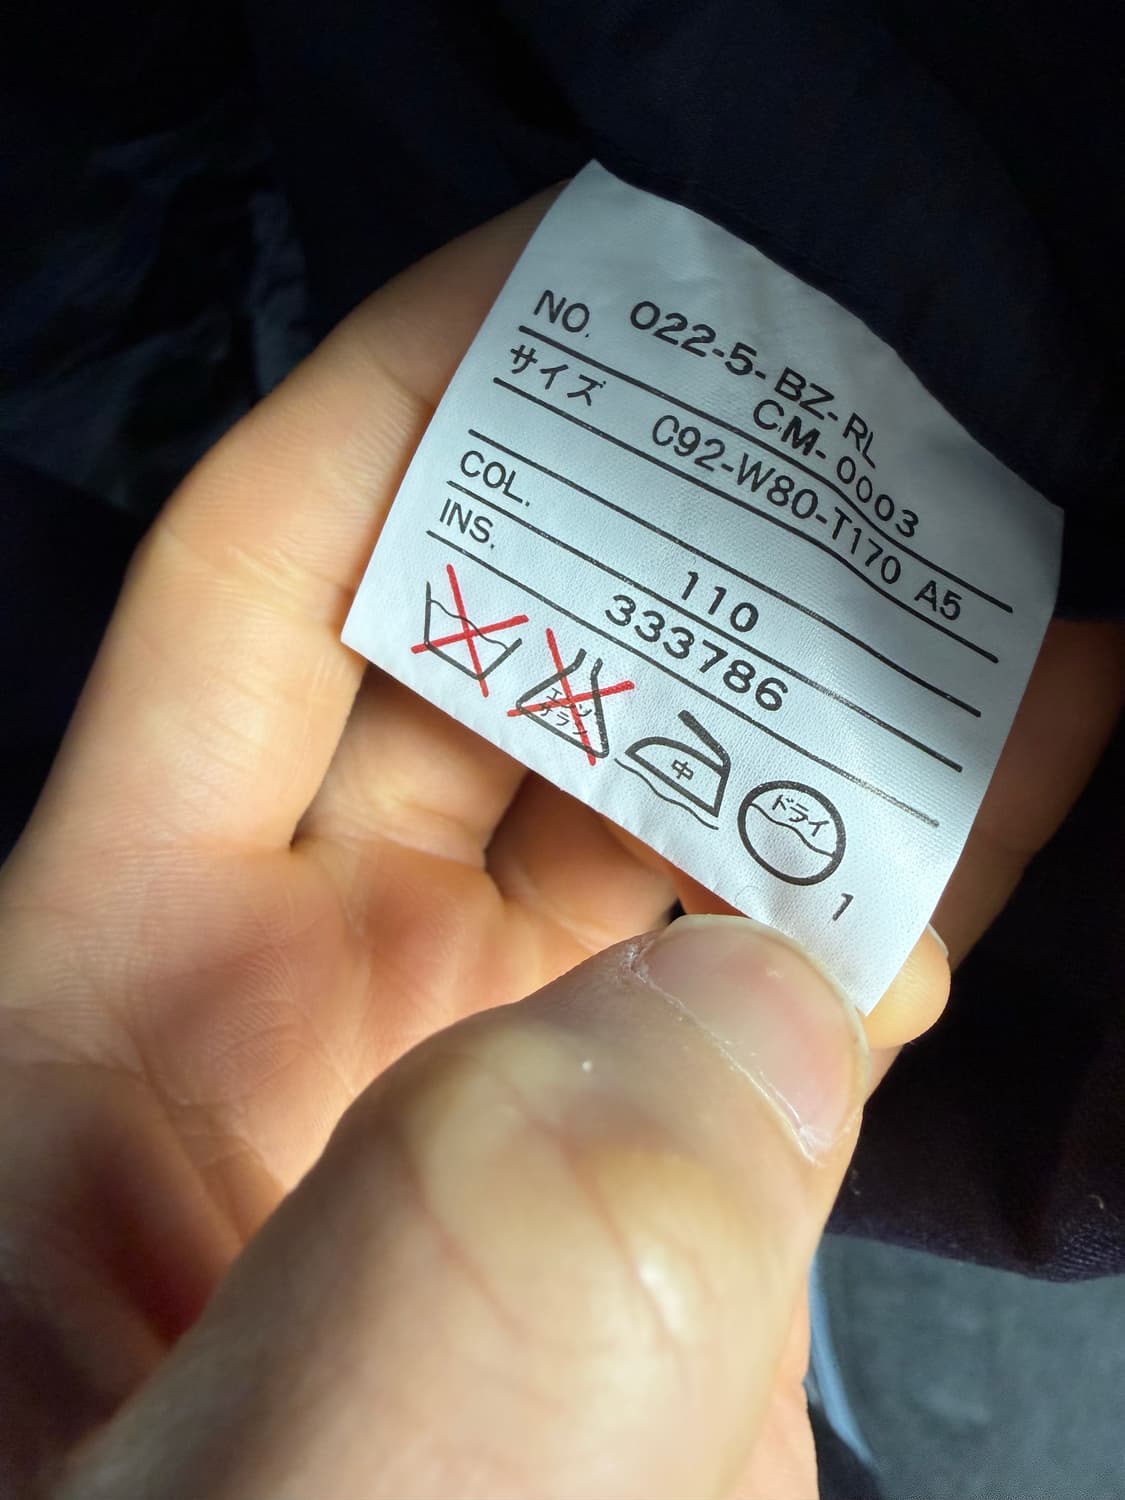 NO. 022-5-BZ-RL
CM-0003
サイズ C92-W80-T170 A5
COL. 110
INS. 333786
エンソ
サラシ
中
ドライ
1